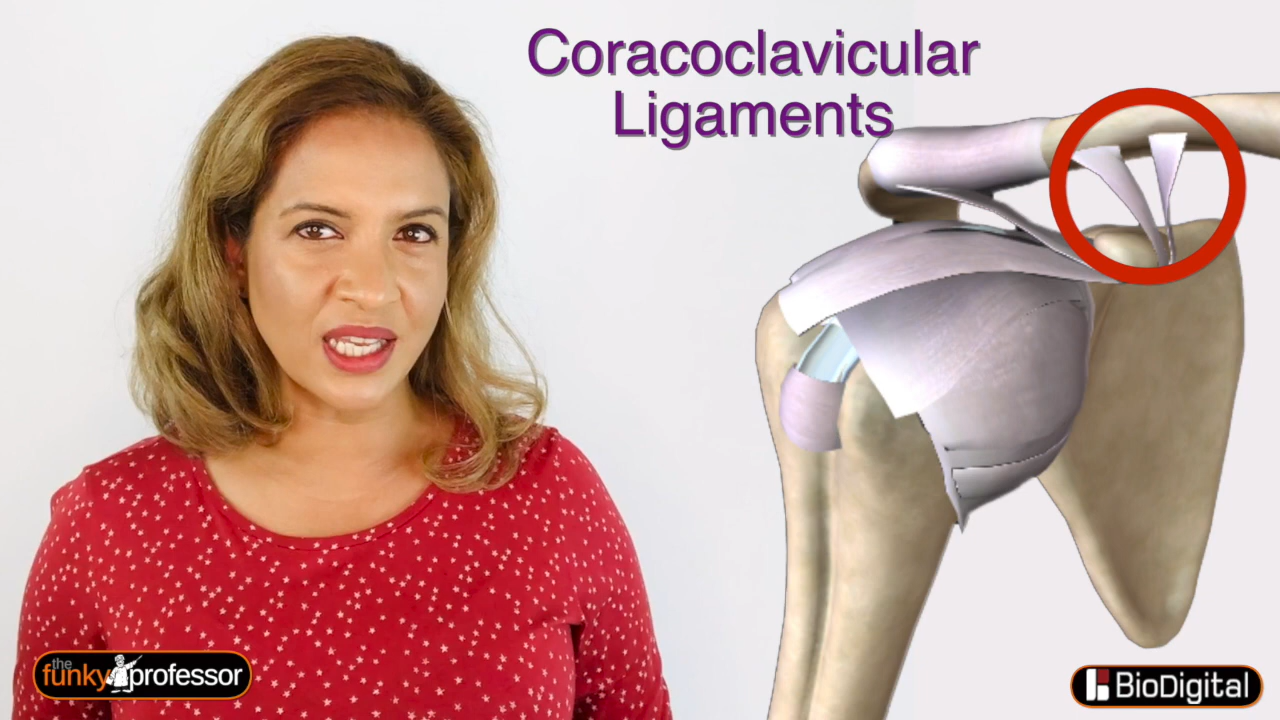 Coracoclavicular
Ligaments
the
funky professor
BioDigital